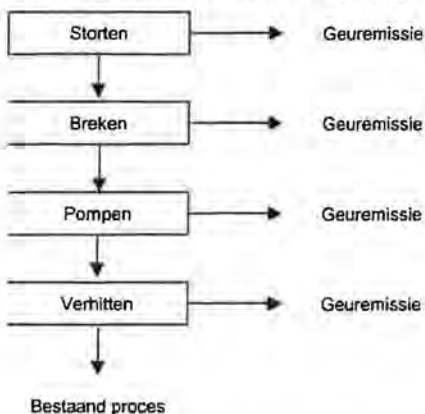 Storten Geuremissie
Breken Geuremissie
Pompen Geuremissie
Verhitten Geuremissie
Bestaand proces